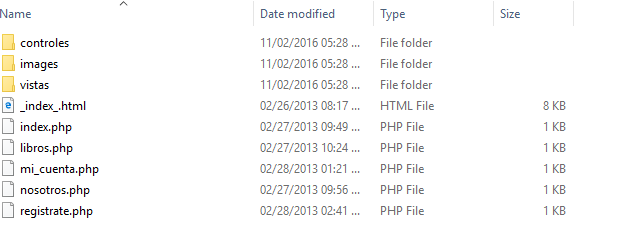 Name Date modified Type Size
controles 11/02/2016 05:28 ... File folder
images 11/02/2016 05:28 ... File folder
vistas 11/02/2016 05:28 ... File folder
_index_.html 02/26/2013 08:17 ... HTML File 8 KB
index.php 02/27/2013 09:49 ... PHP File 1 KB
libros.php 02/27/2013 10:24 ... PHP File 1 KB
mi_cuenta.php 02/28/2013 01:21 ... PHP File 1 KB
nosotros.php 02/27/2013 09:56 ... PHP File 1 KB
registrate.php 02/28/2013 02:41 ... PHP File 1 KB